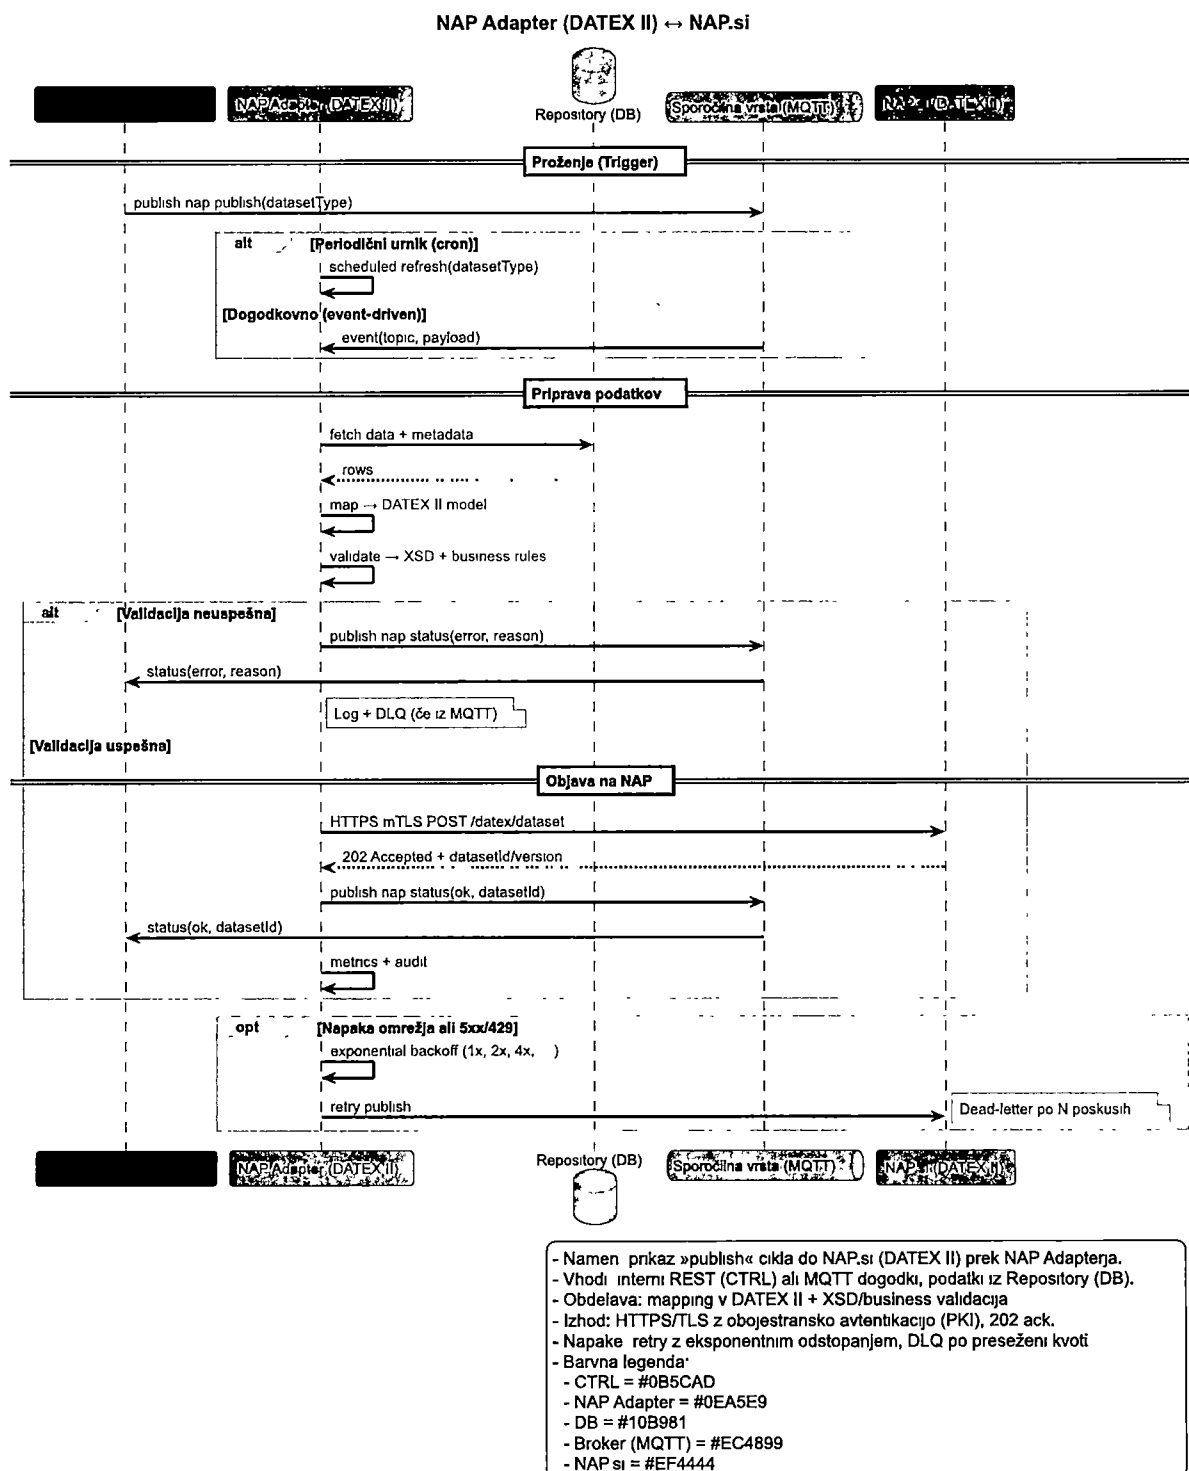 NAP Adapter (DATEX II) ↔ NAP.si
NAP Adapter (DATEX II)
Repository (DB)
Sporočilna vrsta (MQTT)
(DATEX II)
Proženje (Trigger)
publish nap publish(datasetType)
alt [Periodični urnik (cron)]
scheduled refresh(datasetType)
[Dogodkovno (event-driven)]
event(topic, payload)
Priprava podatkov
fetch data + metadata
rows
map → DATEX II model
validate → XSD + business rules
alt [Validacija neuspešna]
publish nap status(error, reason)
status(error, reason)
Log + DLQ (če iz MQTT)
[Validacija uspešna]
Objava na NAP
HTTPS mTLS POST /datex/dataset
202 Accepted + datasetId/version
publish nap status(ok, datasetId)
status(ok, datasetId)
metrics + audit
opt [Napaka omrežja ali 5xx/429]
exponential backoff (1x, 2x, 4x, )
retry publish
Dead-letter po N poskusih
NAP Adapter (DATEX II)
Repository (DB)
Sporočilna vrsta (MQTT)
(DATEX II)
- Namen prikaz »publish« cikla do NAP.si (DATEX II) prek NAP Adapterja.
- Vhodi interni REST (CTRL) ali MQTT dogodki, podatki iz Repository (DB).
- Obdelava: mapping v DATEX II + XSD/business validacija
- Izhod: HTTPS/TLS z obojestransko avtentikacijo (PKI), 202 ack.
- Napake retry z eksponentnim odstopanjem, DLQ po preseženi kvoti
- Barvna legenda:
- CTRL = #0B5CAD
- NAP Adapter = #0EA5E9
- DB = #10B981
- Broker (MQTT) = #EC4899
- NAP si = #EF4444